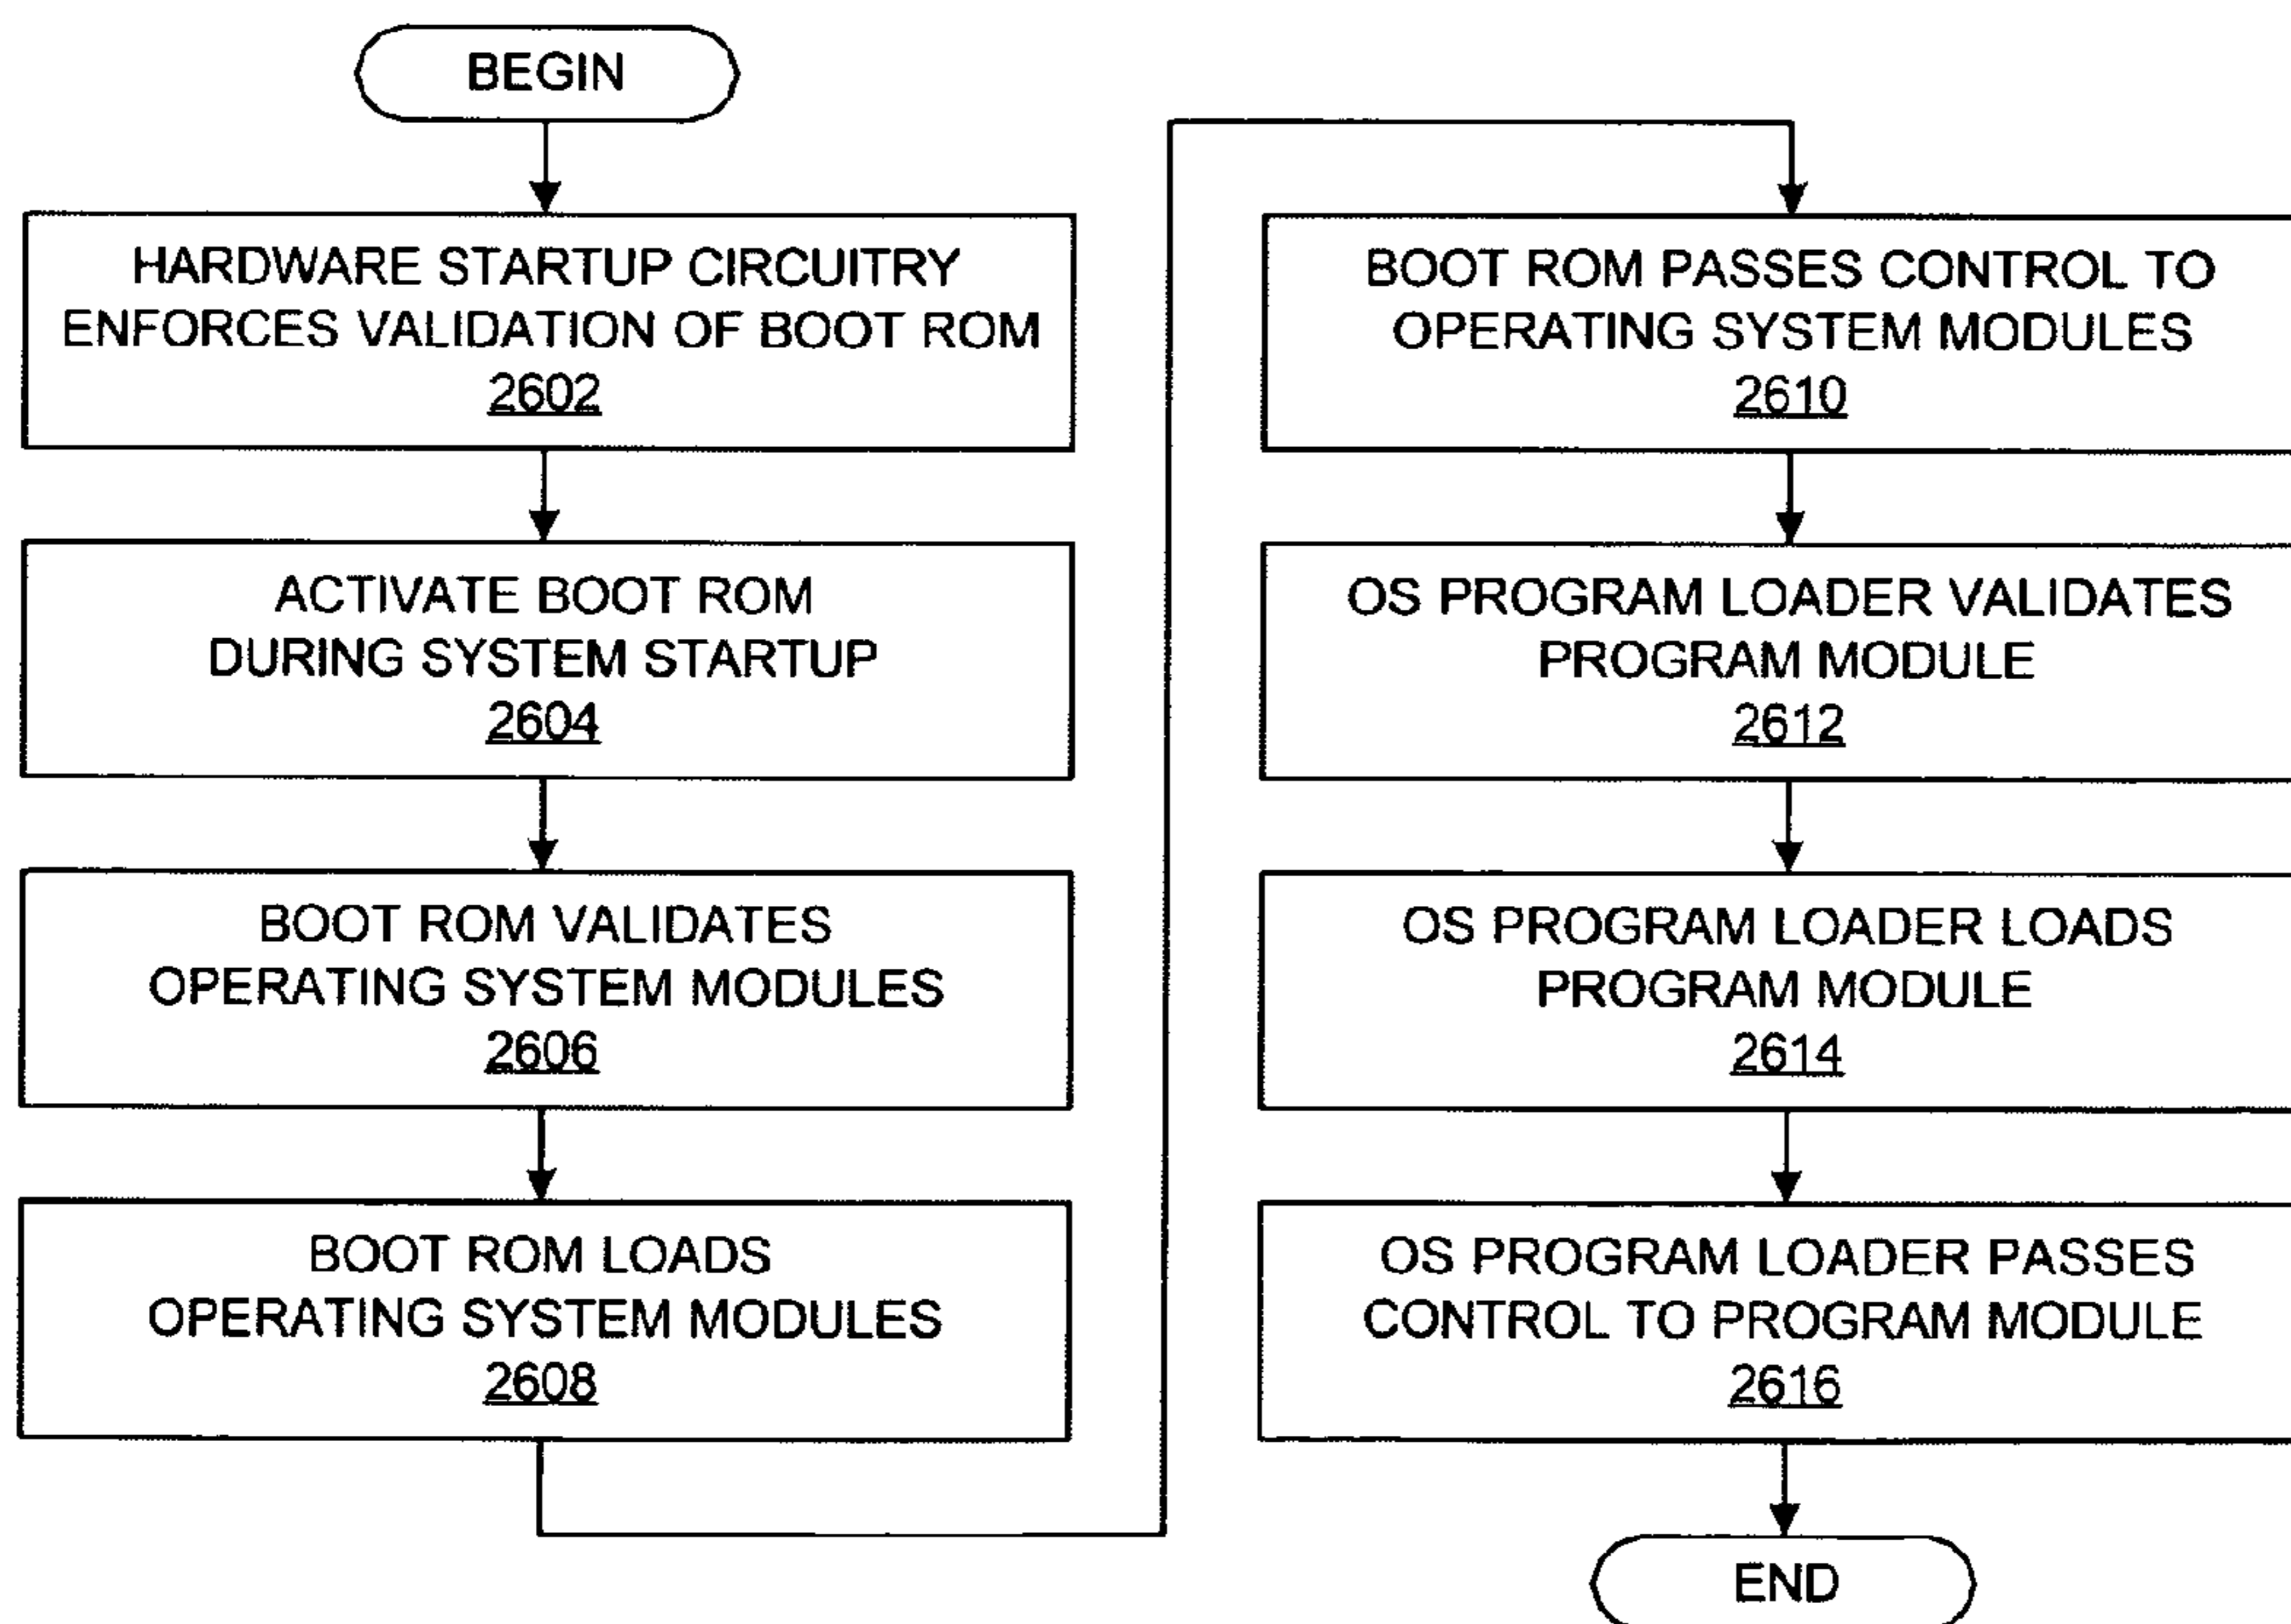 BEGIN
HARDWARE STARTUP CIRCUITRY
ENFORCES VALIDATION OF BOOT ROM
2602
ACTIVATE BOOT ROM
DURING SYSTEM STARTUP
2604
BOOT ROM VALIDATES
OPERATING SYSTEM MODULES
2606
BOOT ROM LOADS
OPERATING SYSTEM MODULES
2608
BOOT ROM PASSES CONTROL TO
OPERATING SYSTEM MODULES
2610
OS PROGRAM LOADER VALIDATES
PROGRAM MODULE
2612
OS PROGRAM LOADER LOADS
PROGRAM MODULE
2614
OS PROGRAM LOADER PASSES
CONTROL TO PROGRAM MODULE
2616
END